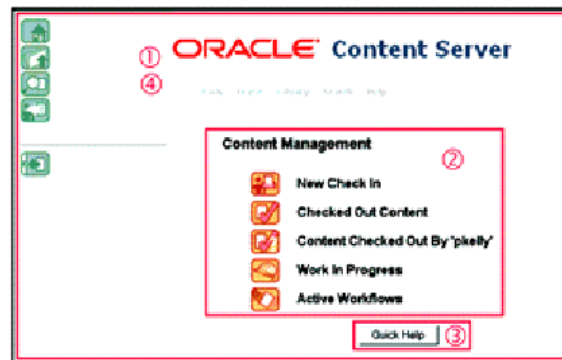 ①
ORACLE Content Server
④
Content Management
②
New Check In
Checked Out Content
Content Checked Out By 'pkelly'
Work In Progress
Active Workflows
Quick Help ③